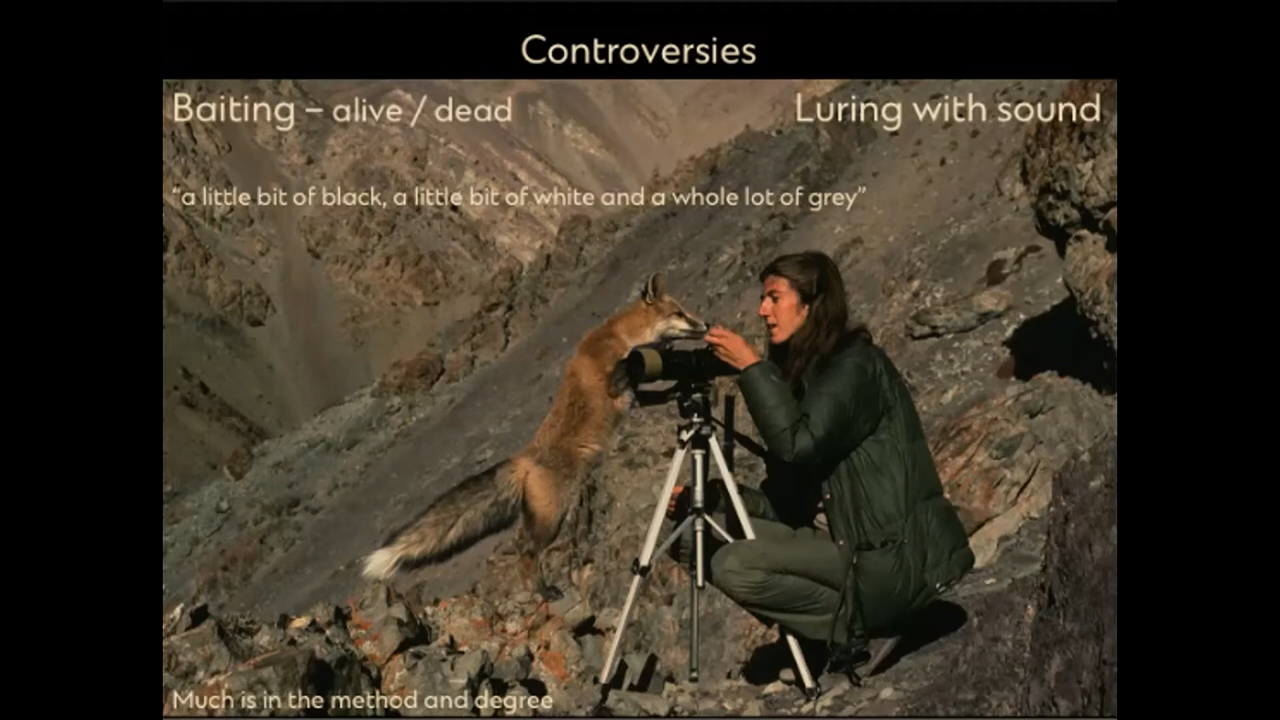 Controversies
Baiting – alive / dead
Luring with sound
“a little bit of black, a little bit of white and a whole lot of grey”
Much is in the method and degree